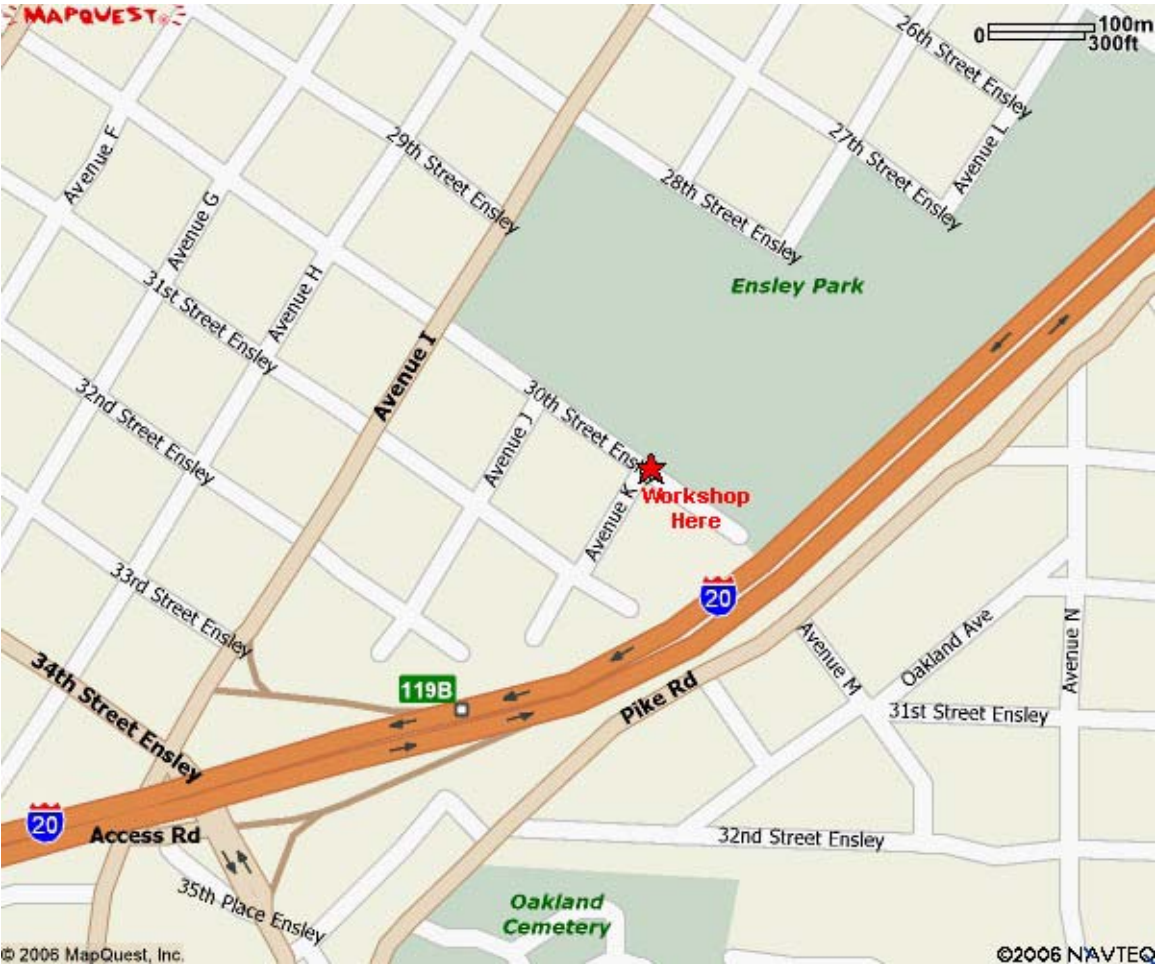 MAPQUEST
0
100m
300ft
26th Street Ensley
Avenue L
27th Street Ensley
Avenue F
29th Street Ensley
28th Street Ensley
Avenue G
Avenue H
Ensley Park
31st Street Ensley
Avenue I
32nd Street Ensley
30th Street Ens
Avenue J
Workshop
Here
Avenue K
20
33rd Street Ensley
34th Street Ensley
119B
Pike Rd
Avenue M
Oakland Ave
Avenue N
31st Street Ensley
20
Access Rd
32nd Street Ensley
35th Place Ensley
Oakland
Cemetery
© 2006 MapQuest, Inc.
©2006 NAVTEQ